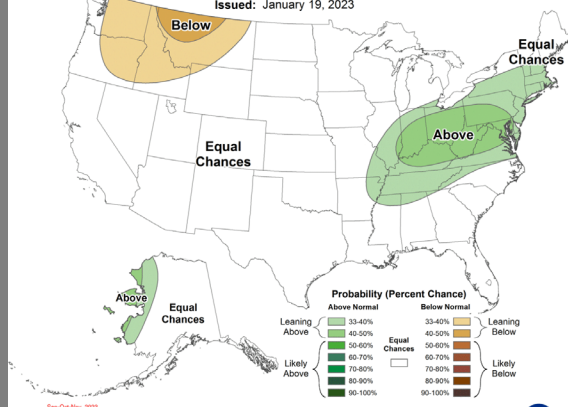 Issued: January 19, 2023
Below
Equal
Chances
Above
Equal
Chances
Above
Equal
Chances
Probability (Percent Chance)
Above Normal
Below Normal
Leaning
Above
33-40%
40-50%
50-60%
60-70%
70-80%
80-90%
90-100%
Likely
Above
Equal
Chances
33-40%
40-50%
50-60%
60-70%
70-80%
80-90%
90-100%
Leaning
Below
Likely
Below